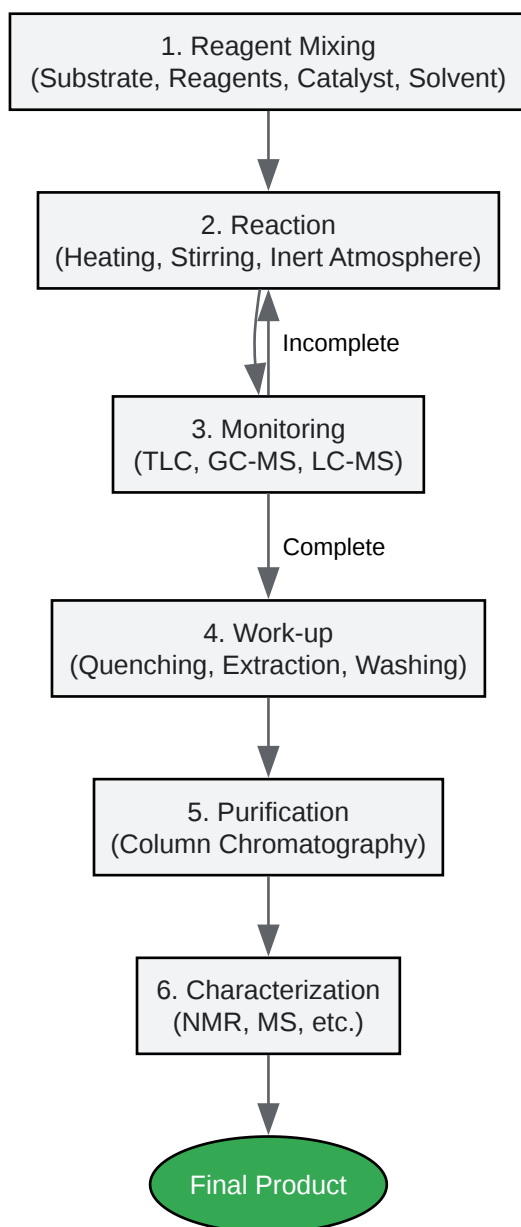 1. Reagent Mixing
(Substrate, Reagents, Catalyst, Solvent)
2. Reaction
(Heating, Stirring, Inert Atmosphere)
Incomplete
3. Monitoring
(TLC, GC-MS, LC-MS)
Complete
4. Work-up
(Quenching, Extraction, Washing)
5. Purification
(Column Chromatography)
6. Characterization
(NMR, MS, etc.)
Final Product